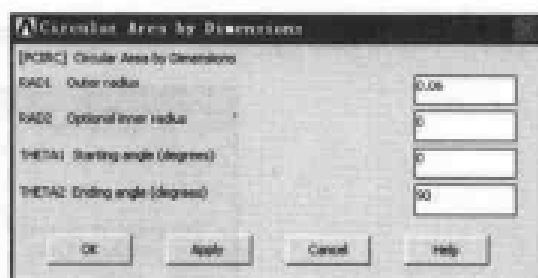 Circular Area by Dimensions
[PCIRC] Circular Area by Dimensions
RAD1 Outer radius 0.06
RAD2 Optional inner radius 0
THETA1 Starting angle (degrees) 0
THETA2 Ending angle (degrees) 90
OK Apply Cancel Help